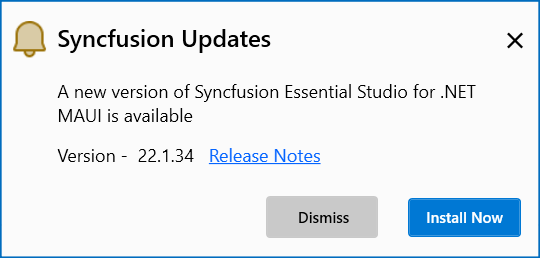 Syncfusion Updates
A new version of Syncfusion Essential Studio for .NET
MAUI is available
Version - 22.1.34 Release Notes
Dismiss Install Now